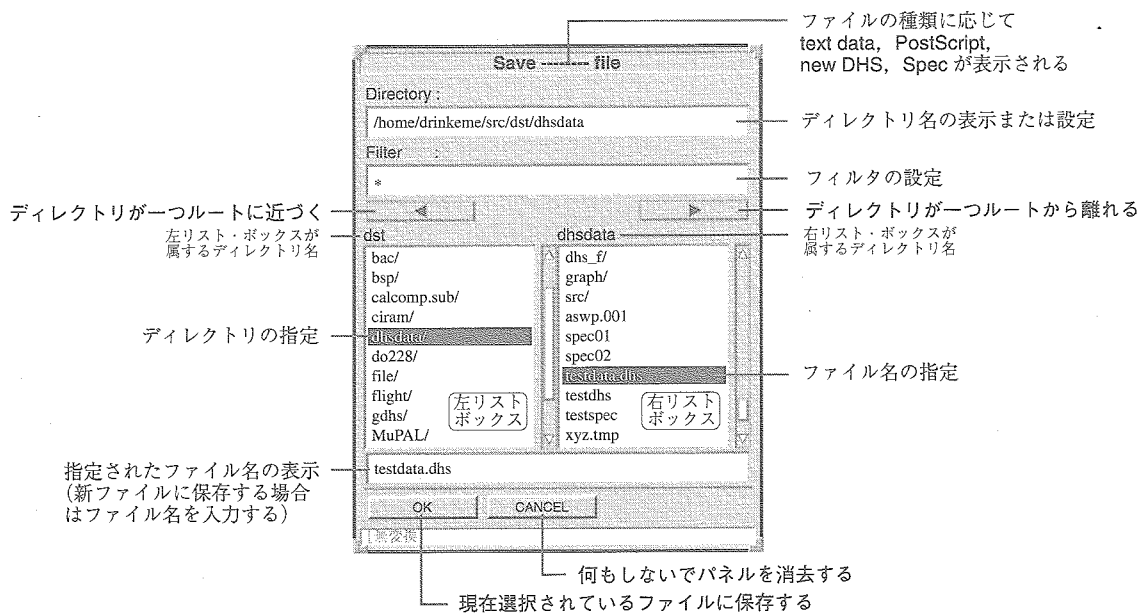 ファイルの種類に応じて
text data, PostScript,
new DHS, Spec が表示される
Save -------- file
Directory :
/home/drinkeme/src/dst/dhsdata
ディレクトリ名の表示または設定
Filter :
*
フィルタの設定
ディレクトリが一つルートに近づく
ディレクトリが一つルートから離れる
左リスト・ボックスが
属するディレクトリ名
dst
dhsdata
右リスト・ボックスが
属するディレクトリ名
bac/
bsp/
calcomp.sub/
ciram/
dhsdata/
do228/
file/
flight/
gdhs/
MuPAL/
左リスト
ボックス
ディレクトリの指定
dhs_f/
graph/
src/
aswp.001
spec01
spec02
testdata.dhs
testdhs
testspec
xyz.tmp
右リスト
ボックス
ファイル名の指定
指定されたファイル名の表示
(新ファイルに保存する場合
はファイル名を入力する)
testdata.dhs
OK
CANCEL
[無変換
何もしないでパネルを消去する
現在選択されているファイルに保存する